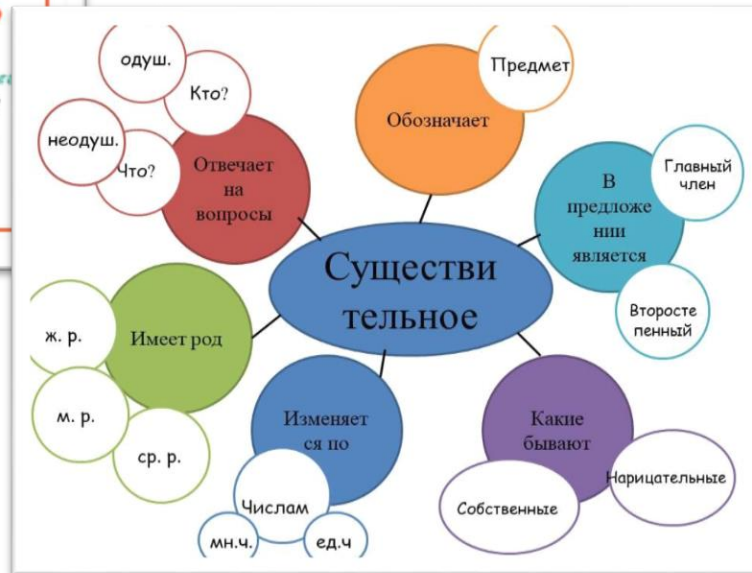 одуш.
Кто?
неодуш.
Что?
Отвечает
на
вопросы
Обозначает
Предмет
В
предложе
нии
является
Главный
член
Второсте
пенный
Существи
тельное
Имеет род
ж. р.
м. р.
ср. р.
Изменяет
ся по
Числам
мн.ч.
ед.ч
Какие
бывают
Собственные
Нарицательные